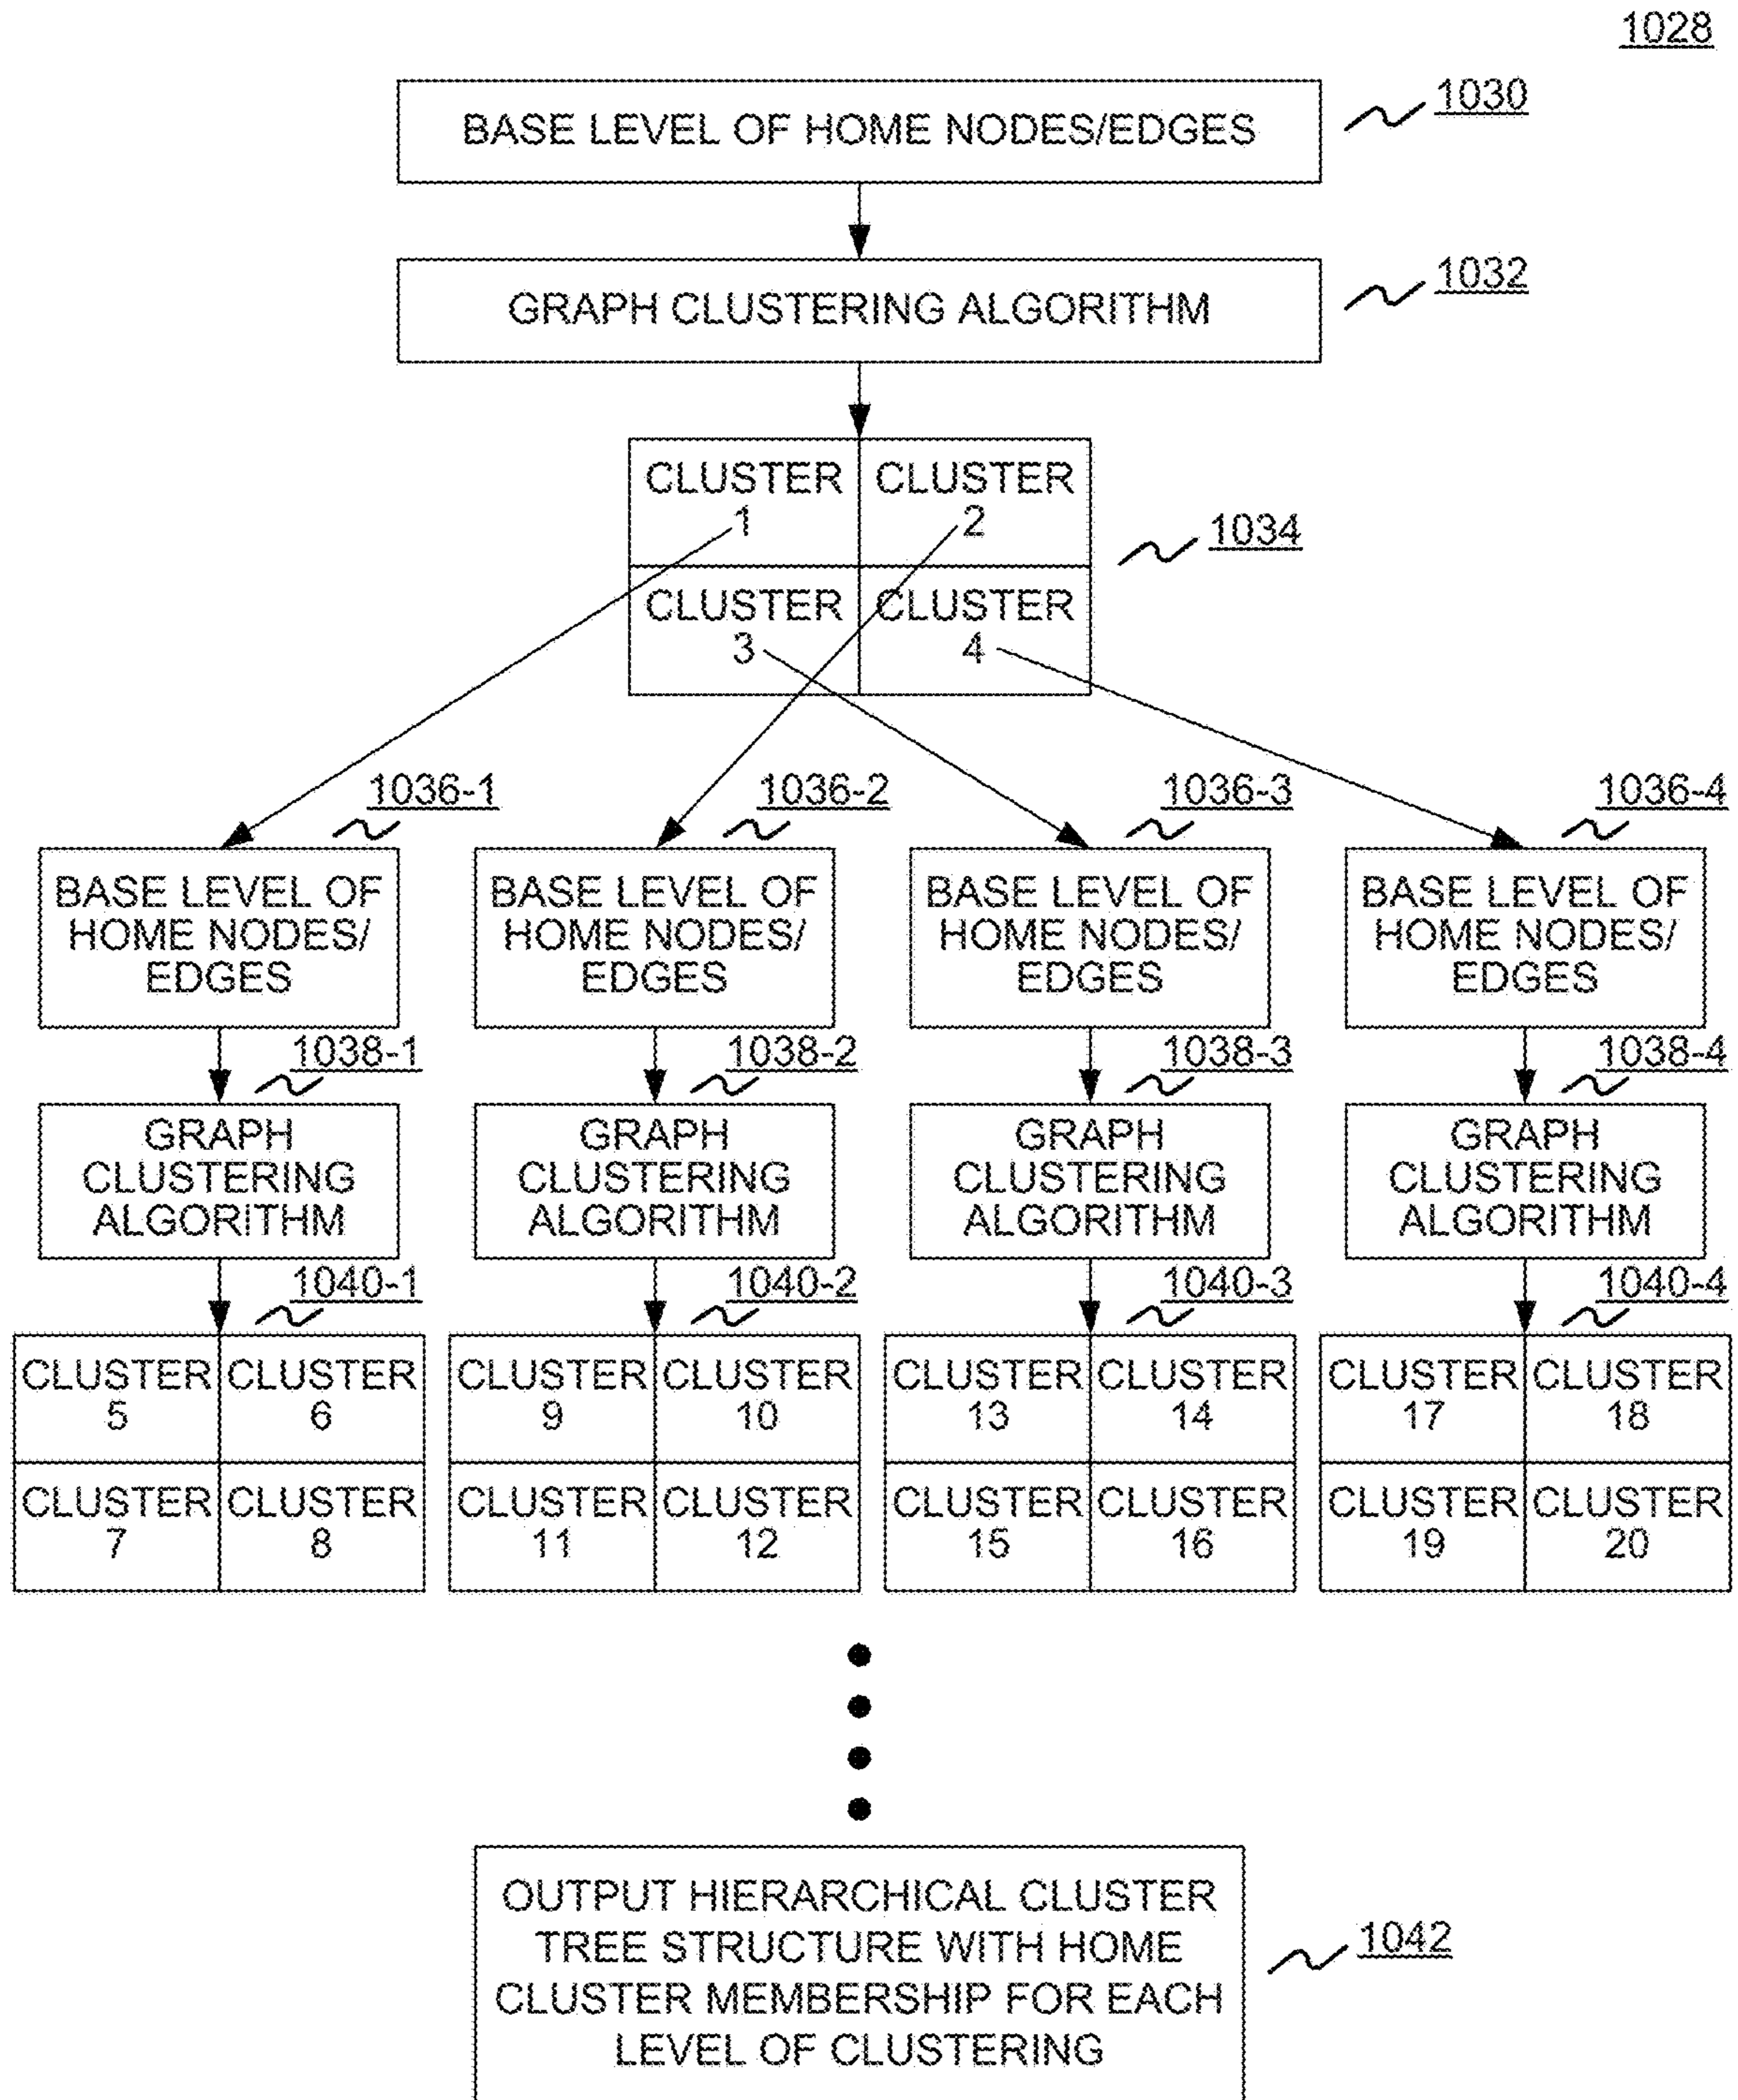 1028
BASE LEVEL OF HOME NODES/EDGES
1030
GRAPH CLUSTERING ALGORITHM
1032
CLUSTER
1
CLUSTER
2
CLUSTER
3
CLUSTER
4
1034
1036-1
1036-2
1036-3
1036-4
BASE LEVEL OF
HOME NODES/
EDGES
BASE LEVEL OF
HOME NODES/
EDGES
BASE LEVEL OF
HOME NODES/
EDGES
BASE LEVEL OF
HOME NODES/
EDGES
1038-1
1038-2
1038-3
1038-4
GRAPH
CLUSTERING
ALGORITHM
GRAPH
CLUSTERING
ALGORITHM
GRAPH
CLUSTERING
ALGORITHM
GRAPH
CLUSTERING
ALGORITHM
1040-1
1040-2
1040-3
1040-4
CLUSTER
5
CLUSTER
6
CLUSTER
7
CLUSTER
8
CLUSTER
9
CLUSTER
10
CLUSTER
11
CLUSTER
12
CLUSTER
13
CLUSTER
14
CLUSTER
15
CLUSTER
16
CLUSTER
17
CLUSTER
18
CLUSTER
19
CLUSTER
20
OUTPUT HIERARCHICAL CLUSTER
TREE STRUCTURE WITH HOME
CLUSTER MEMBERSHIP FOR EACH
LEVEL OF CLUSTERING
1042